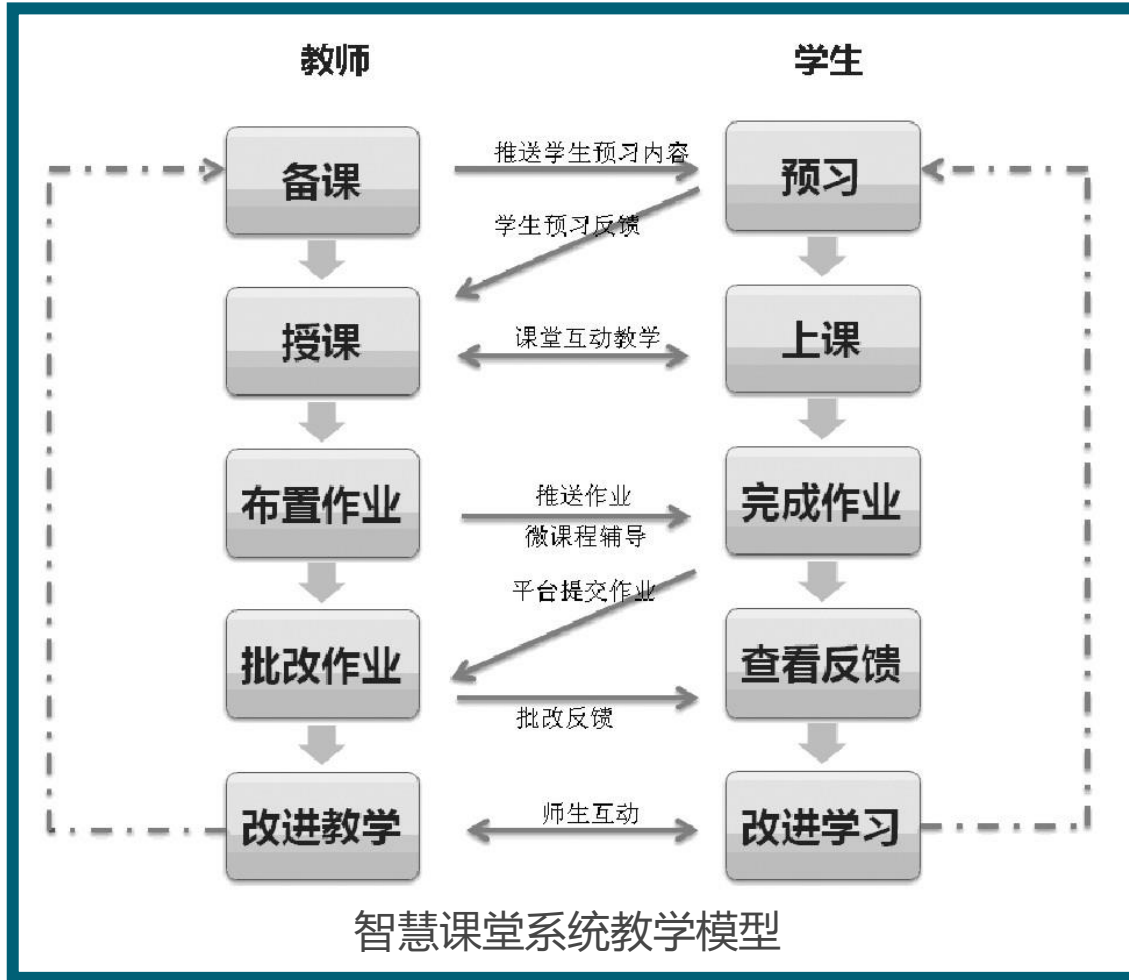 教师
学生
备课
推送学生预习内容
预习
学生预习反馈
授课
课堂互动教学
上课
布置作业
推送作业
微课程辅导
完成作业
平台提交作业
批改作业
查看反馈
批改反馈
改进教学
师生互动
改进学习
智慧课堂系统教学模型